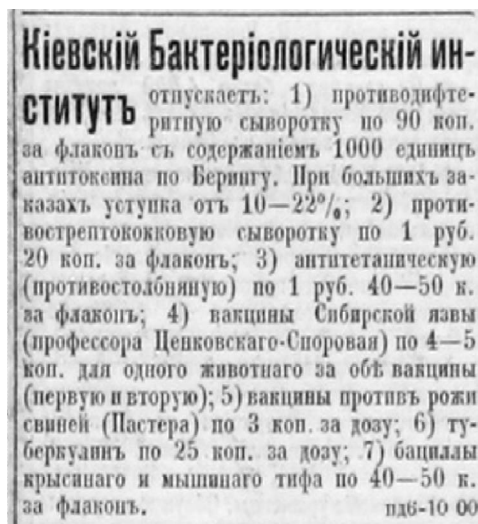 Кіевскій Бактеріологическій ин-
ститутъ отпускаетъ: 1) противодифте-
ритную сыворотку по 90 коп.
за флаконъ съ содержаніемъ 1000 единицъ
антитоксина по Берингу. При большихъ за-
казахъ уступка отъ 10—22%; 2) проти-
вострептококковую сыворотку по 1 руб.
20 коп. за флаконъ; 3) антитетаническую
(противостолбняную) по 1 руб. 40—50 к.
за флаконъ; 4) вакцины Сибирской язвы
(профессора Ценковскаго-Споровая) по 4—5
коп. для одного животнаго за обѣ вакцины
(первую и вторую); 5) вакцины противъ рожи
свиней (Пастера) по 3 коп. за дозу; 6) ту-
беркулинъ по 25 коп. за дозу; 7) бациллы
крысинаго и мышинаго тифа по 40—50 к.
за флаконъ. пдб-10 00